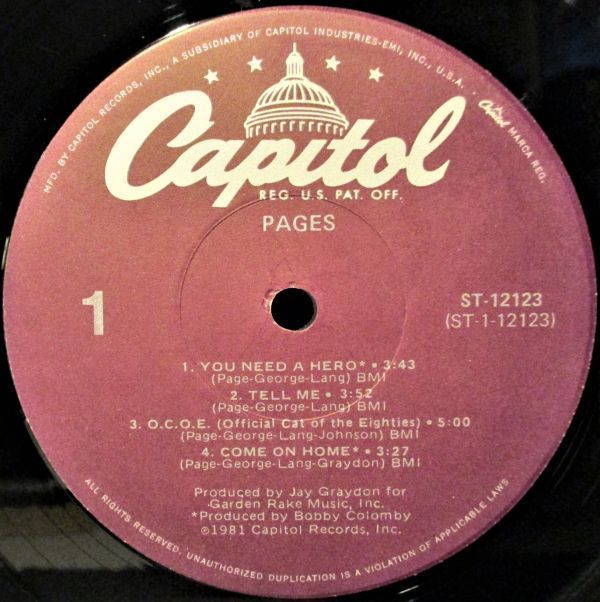 MFD. BY CAPITOL RECORDS, INC., A SUBSIDIARY OF CAPITOL INDUSTRIES-EMI, INC., U.S.A. • Capitol MARCA REG.
Capitol
REG. U.S. PAT. OFF.
PAGES
1
ST-12123
(ST-1-12123)
1. YOU NEED A HERO* • 3:43
(Page-George-Lang) BMI
2. TELL ME • 3:52
(Page-George-Lang) BMI
3. O.C.O.E. (Official Cat of the Eighties) • 5:00
(Page-George-Lang-Johnson) BMI
4. COME ON HOME* • 3:27
(Page-George-Lang-Graydon) BMI
Produced by Jay Graydon for
Garden Rake Music, Inc.
*Produced by Bobby Colomby
℗1981 Capitol Records, Inc.
ALL RIGHTS RESERVED. UNAUTHORIZED DUPLICATION IS A VIOLATION OF APPLICABLE LAWS